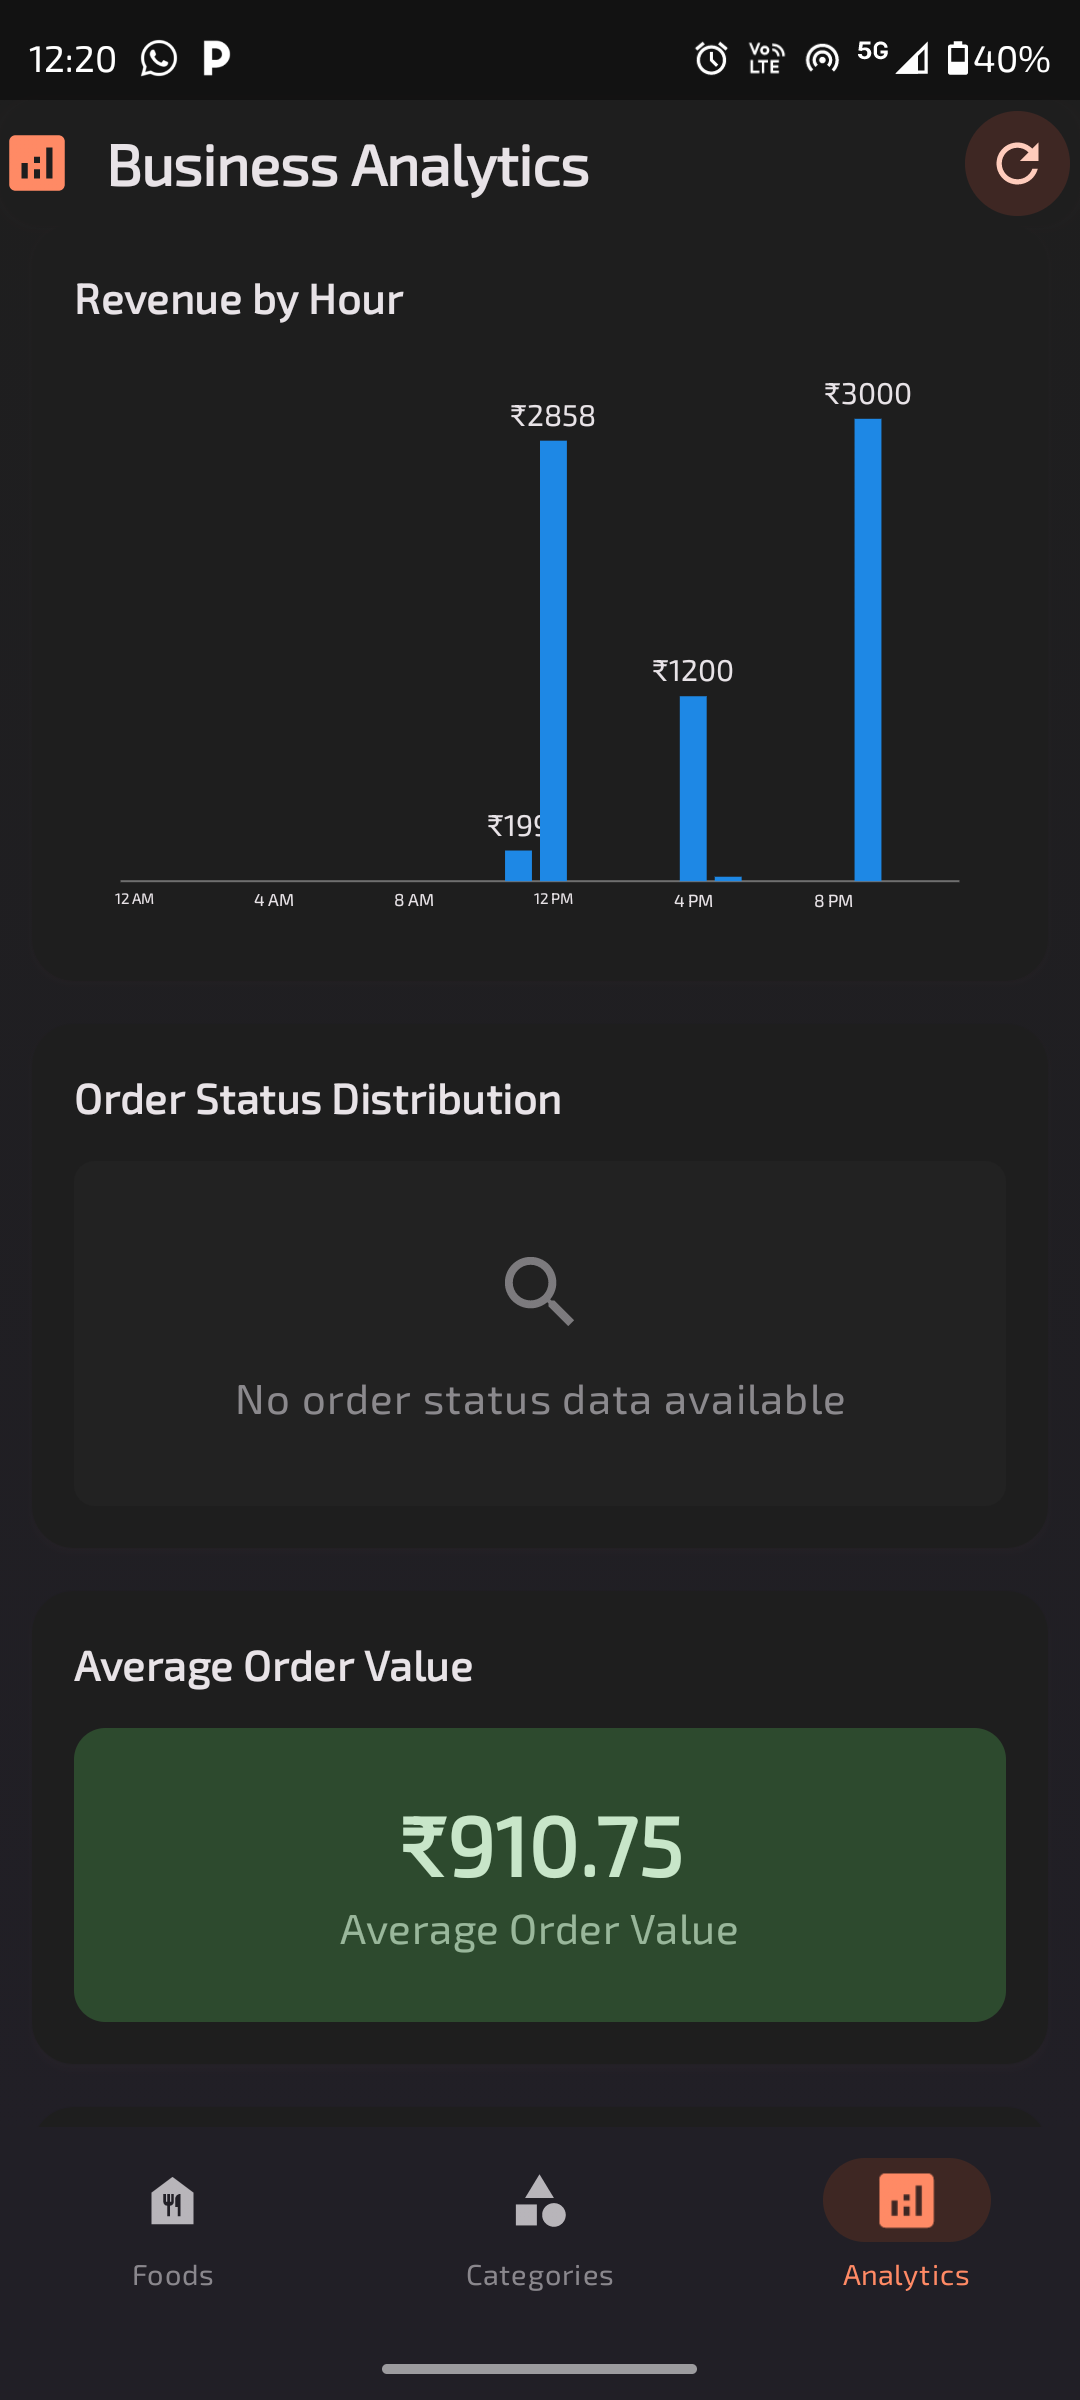 12:20
5G
40%
Vo
LTE
Business Analytics
Revenue by Hour
₹3000
₹2858
₹1200
₹199
12 AM 4 AM 8 AM 12 PM 4 PM 8 PM
Order Status Distribution
No order status data available
Average Order Value
₹910.75
Average Order Value
Foods Categories Analytics